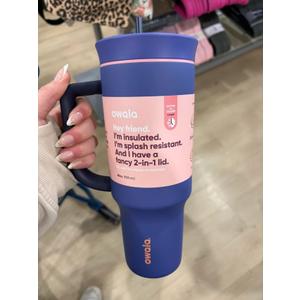 owala.
Hey friend.
I'm insulated.
I'm splash resistant.
And i have a
fancy 2-in-1 lid.
owala.